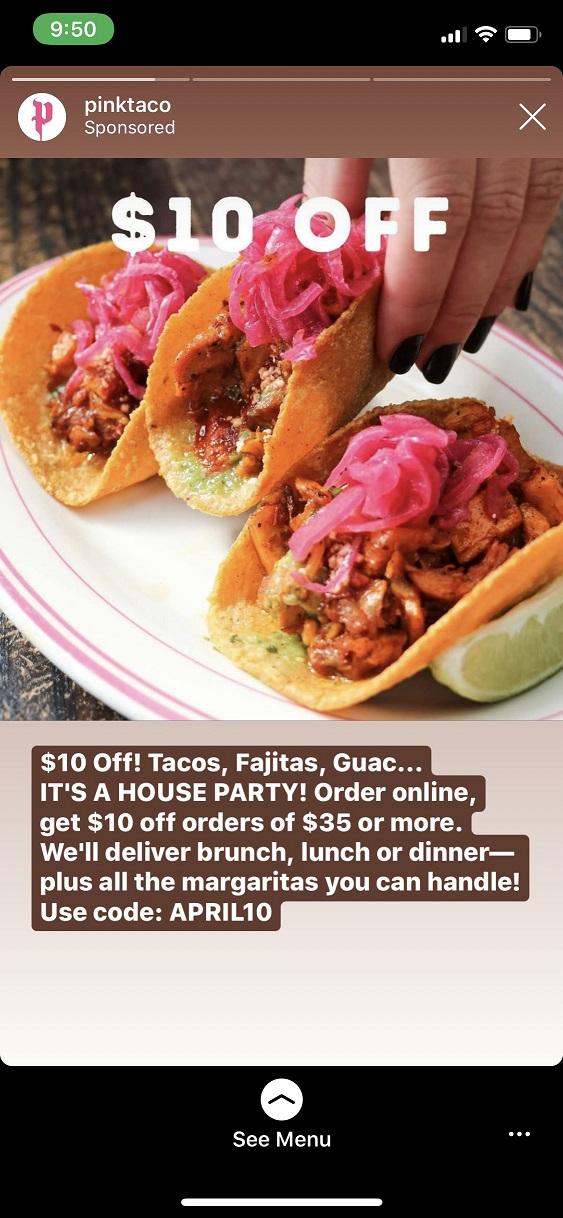 9:50
pinktaco
Sponsored
$10 OFF
$10 Off! Tacos, Fajitas, Guac...
IT'S A HOUSE PARTY! Order online,
get $10 off orders of $35 or more.
We'll deliver brunch, lunch or dinner—
plus all the margaritas you can handle!
Use code: APRIL10
See Menu